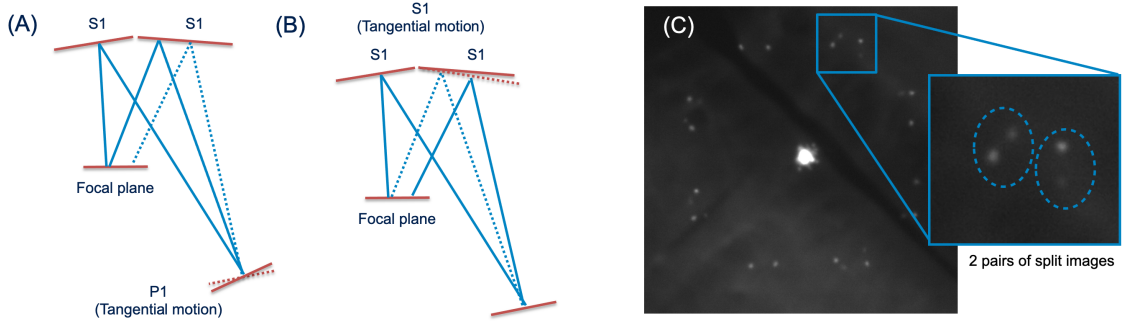 (A)
S1
S1
Focal plane
P1
(Tangential motion)
(B)
S1
(Tangential motion)
S1
S1
Focal plane
(C)
2 pairs of split images